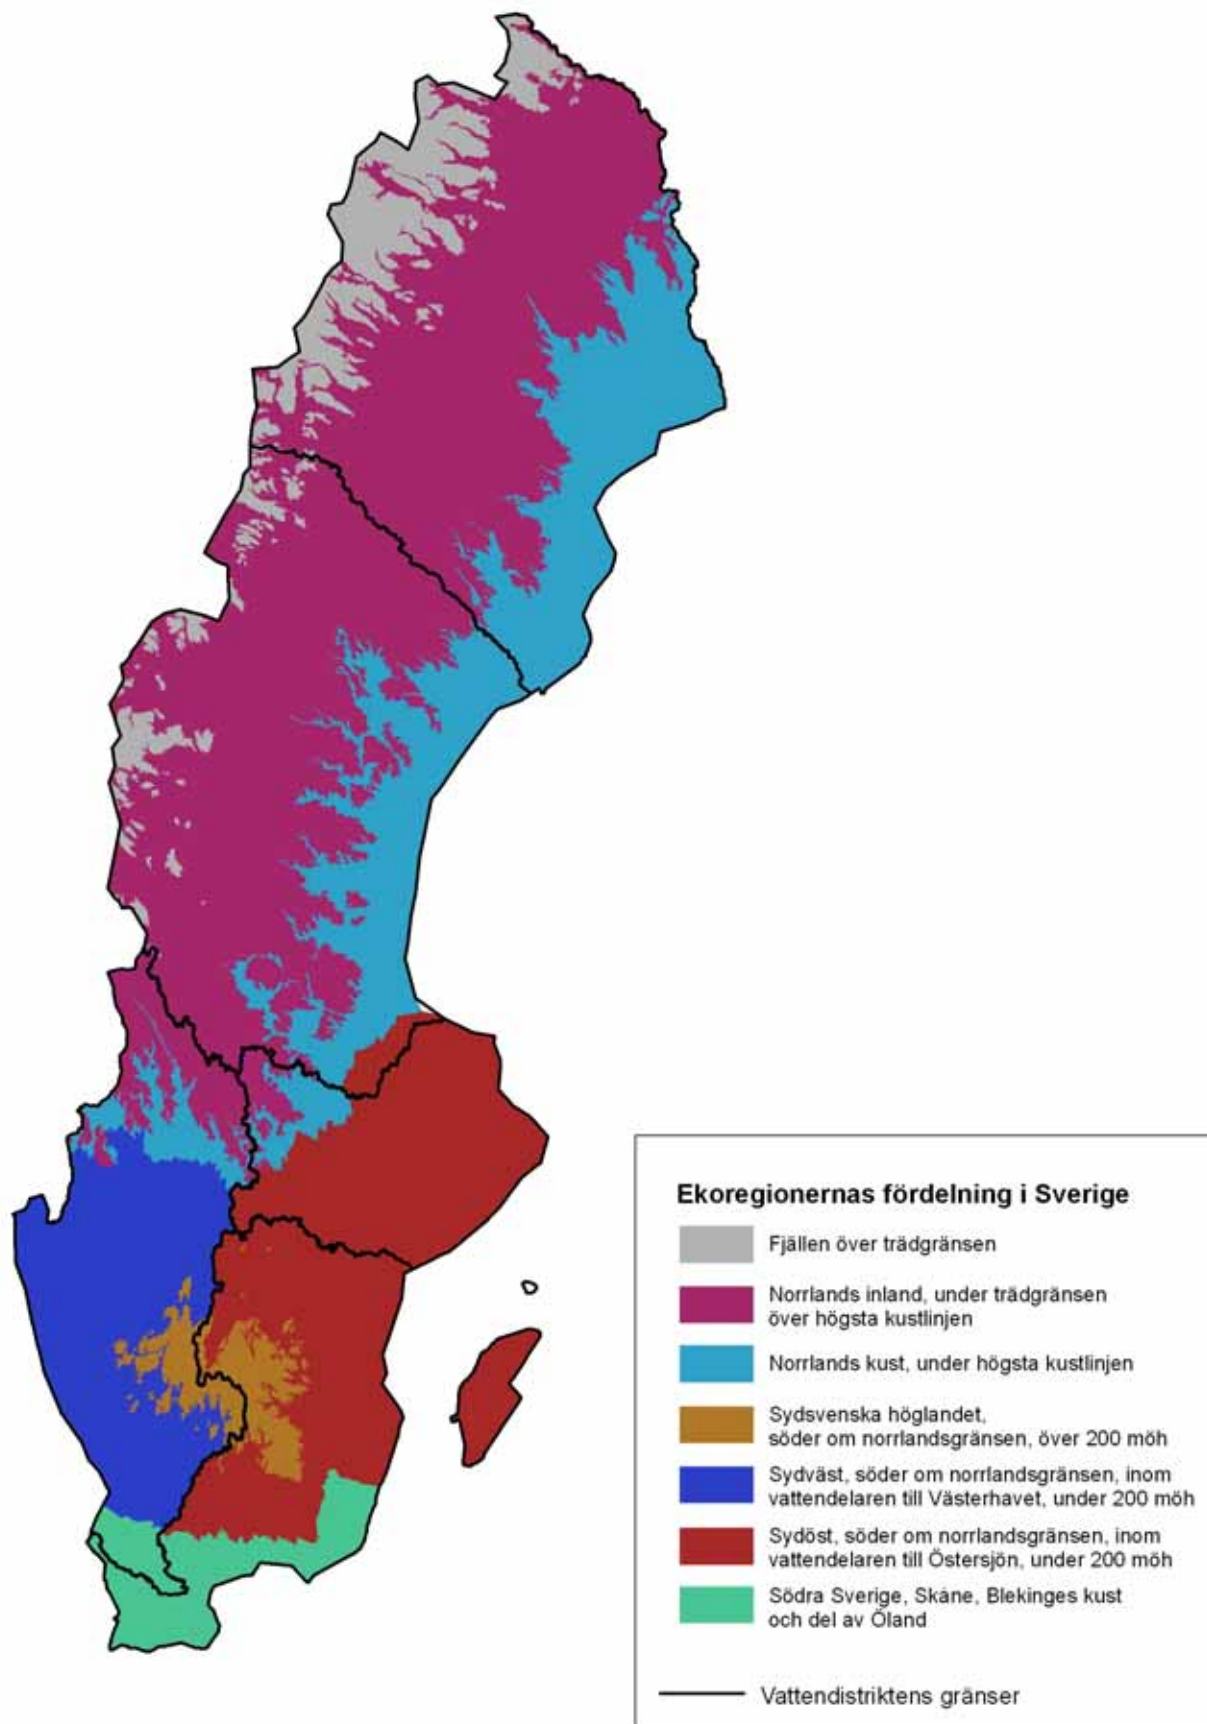 Ekoregionernas fördelning i Sverige
Fjällen över trädgränsen
Norrlands inland, under trädgränsen
över högsta kustlinjen
Norrlands kust, under högsta kustlinjen
Sydsvenska höglandet,
söder om norrlandsgränsen, över 200 möh
Sydväst, söder om norrlandsgränsen, inom
vattendelaren till Västerhavet, under 200 möh
Sydöst, söder om norrlandsgränsen, inom
vattendelaren till Östersjön, under 200 möh
Södra Sverige, Skåne, Blekinges kust
och del av Öland
Vattendistriktens gränser